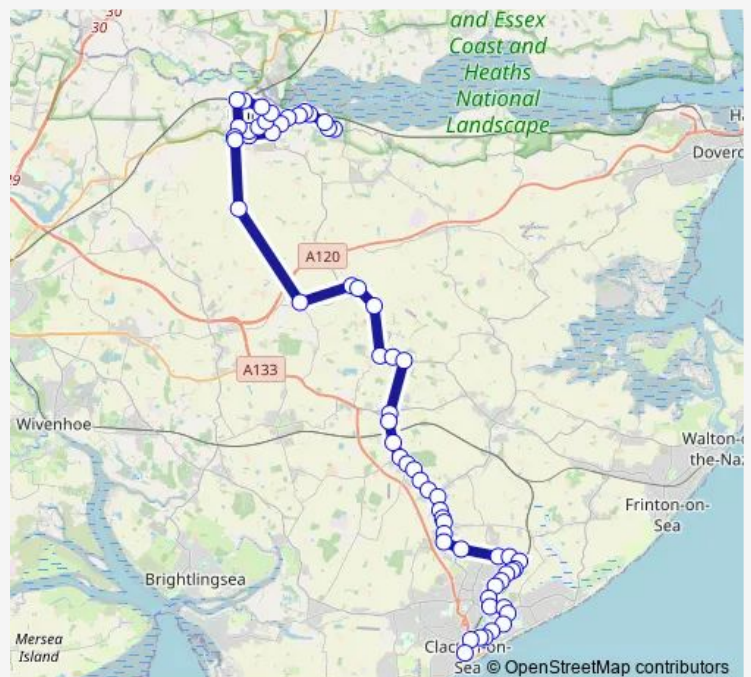 30
30
and Essex
Coast and
Heaths
National
Landscape
H
Doverc
A120
A133
Wivenhoe
Walton-o
the-Naz
Frinton-on-
Sea
Brightlingsea
Mersea
Island
Clac on-
Sea © OpenStreetMap contributors